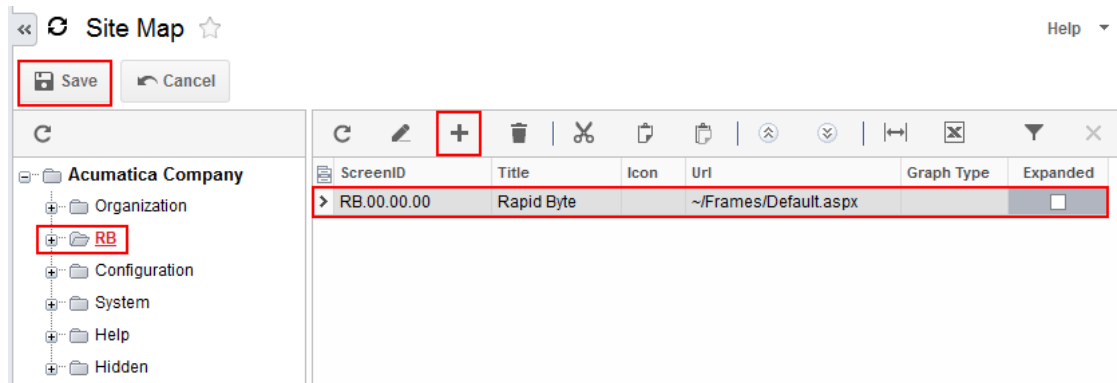 Site Map
Help
Save
Cancel
Acumatica Company
Organization
RB
Configuration
System
Help
Hidden
ScreenID Title Icon Url Graph Type Expanded
RB.00.00.00 Rapid Byte ~/Frames/Default.aspx